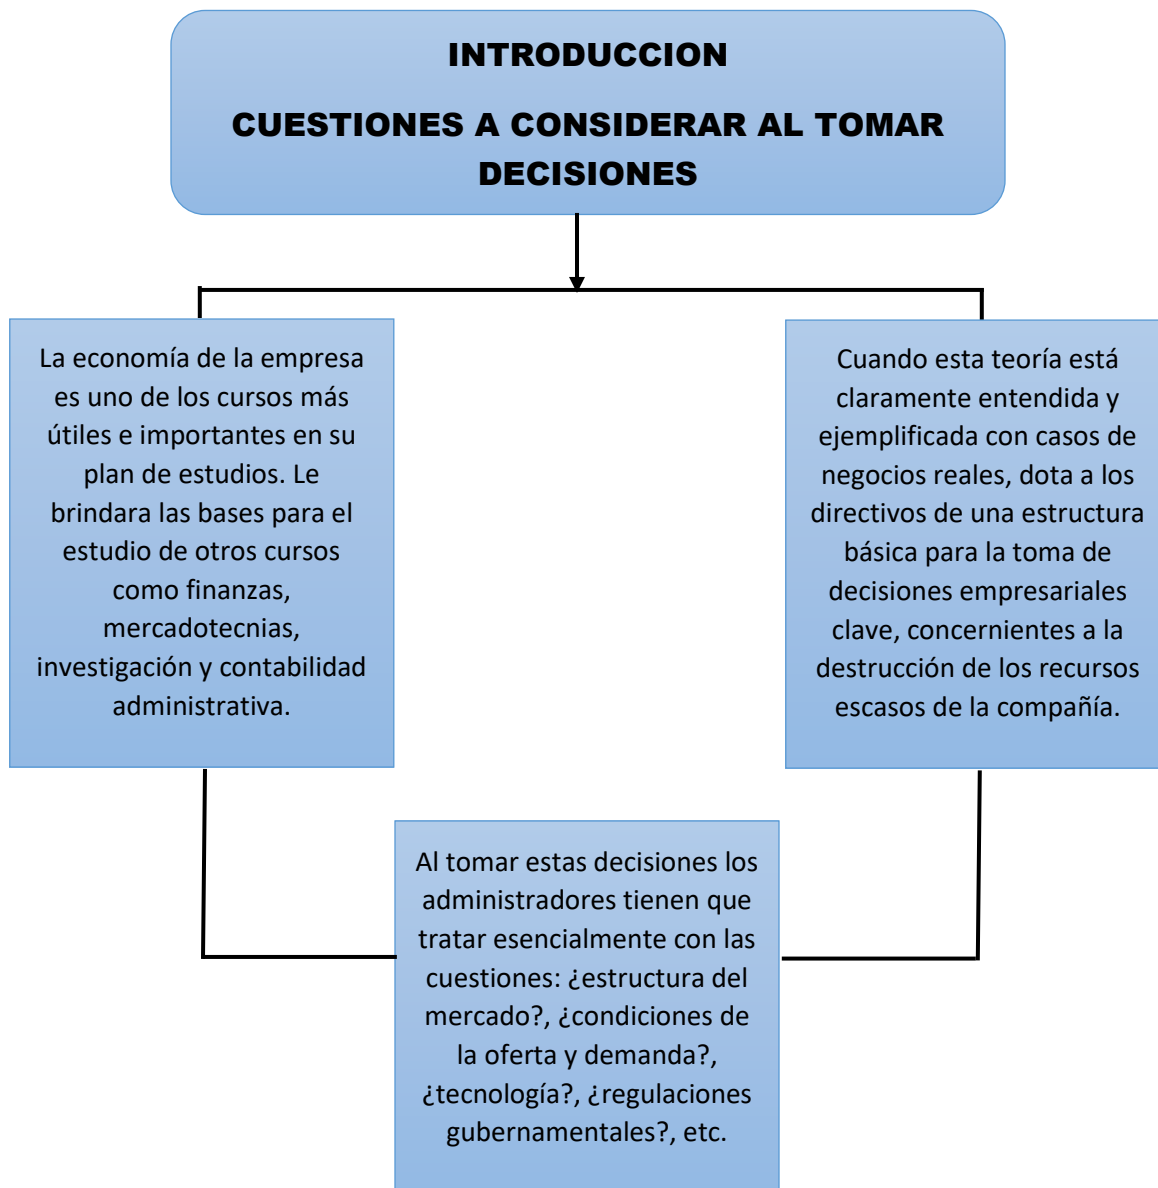 INTRODUCCION
CUESTIONES A CONSIDERAR AL TOMAR
DECISIONES
La economía de la empresa
es uno de los cursos más
útiles e importantes en su
plan de estudios. Le
brindara las bases para el
estudio de otros cursos
como finanzas,
mercadotecnias,
investigación y contabilidad
administrativa.
Cuando esta teoría está
claramente entendida y
ejemplificada con casos de
negocios reales, dota a los
directivos de una estructura
básica para la toma de
decisiones empresariales
clave, concernientes a la
destrucción de los recursos
escasos de la compañía.
Al tomar estas decisiones los
administradores tienen que
tratar esencialmente con las
cuestiones: ¿estructura del
mercado?, ¿condiciones de
la oferta y demanda?,
¿tecnología?, ¿regulaciones
gubernamentales?, etc.